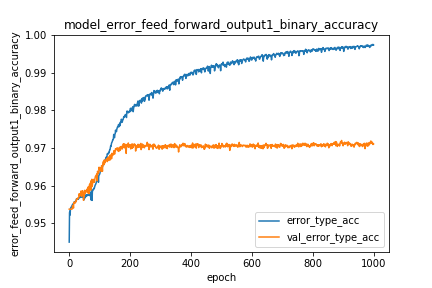 model_error_feed_forward_output1_binary_accuracy
error_feed_forward_output1_binary_accuracy
1.00
0.99
0.98
0.97
0.96
0.95
0
200
400
600
800
1000
epoch
error_type_acc
val_error_type_acc